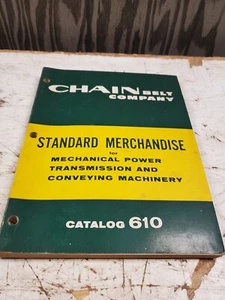 CHAIN BELT
COMPANY
STANDARD MERCHANDISE
for
MECHANICAL POWER
TRANSMISSION AND
CONVEYING MACHINERY
CATALOG 610